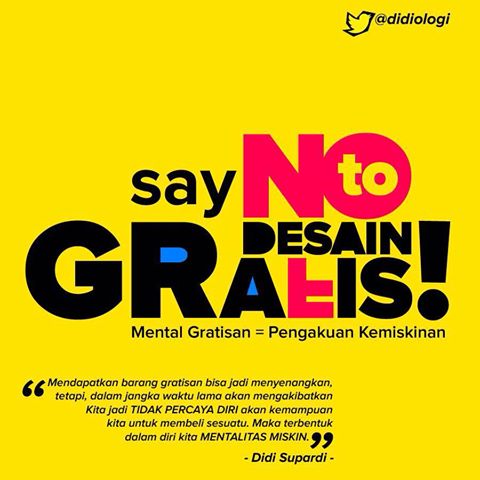 @didiologi
say NO to
DESAIN
GRATIS!
Mental Gratisan = Pengakuan Kemiskinan
“Mendapatkan barang gratisan bisa jadi menyenangkan,
tetapi, dalam jangka waktu lama akan mengakibatkan
Kita jadi TIDAK PERCAYA DIRI akan kemampuan
kita untuk membeli sesuatu. Maka terbentuk
dalam diri kita MENTALITAS MISKIN.”
- Didi Supardi -